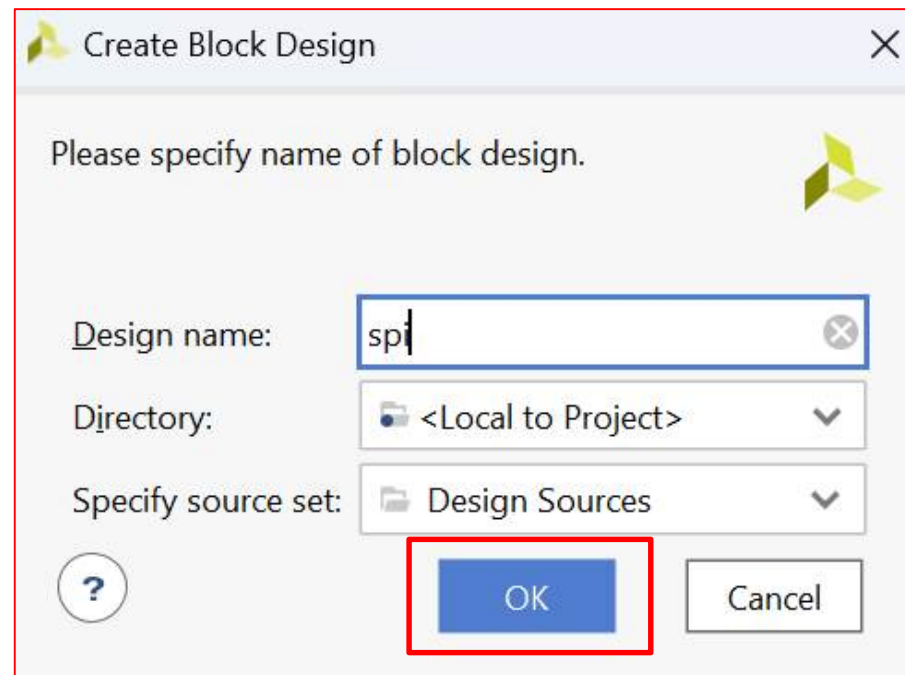 Create Block Design
Please specify name of block design.
Design name: spi
Directory: <Local to Project>
Specify source set: Design Sources
? OK Cancel